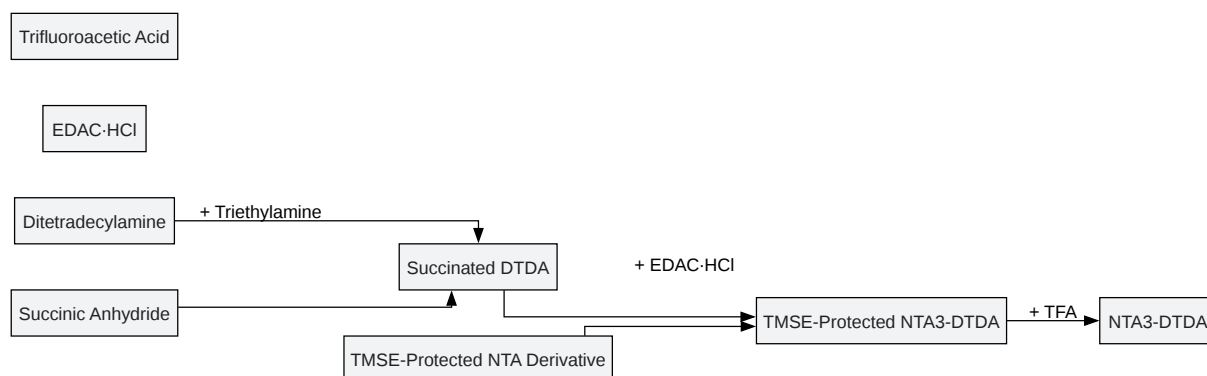 Trifluoroacetic Acid
EDAC·HCl
Ditetradecylamine
+ Triethylamine
Succinated DTDA
+ EDAC·HCl
Succinic Anhydride
TMSE-Protected NTA3-DTDA
+ TFA
NTA3-DTDA
TMSE-Protected NTA Derivative